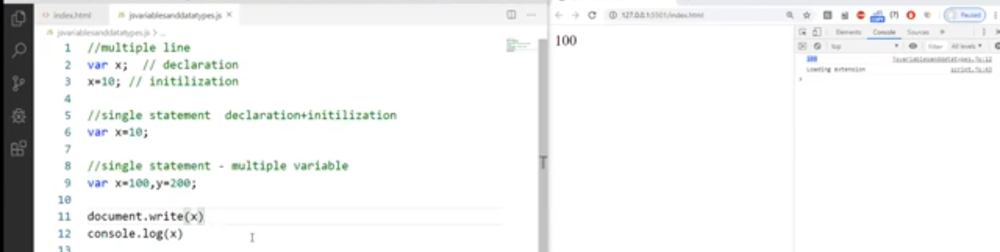 index.html
jsvariablesanddatatypes.js
jsvariablesanddatatypes.js > ...
1 //multiple line
2 var x;  // declaration
3 x=10; // initilization
4
5 //single statement  declaration+initilization
6 var x=10;
7
8 //single statement - multiple variable
9 var x=100,y=200;
10
11 document.write(x)
12 console.log(x)
13
127.0.0.1:5501/index.html
Paused
100
Elements Console Sources
top
Filter All levels
100 jsvariablesanddatatypes.js:12
Loading extension